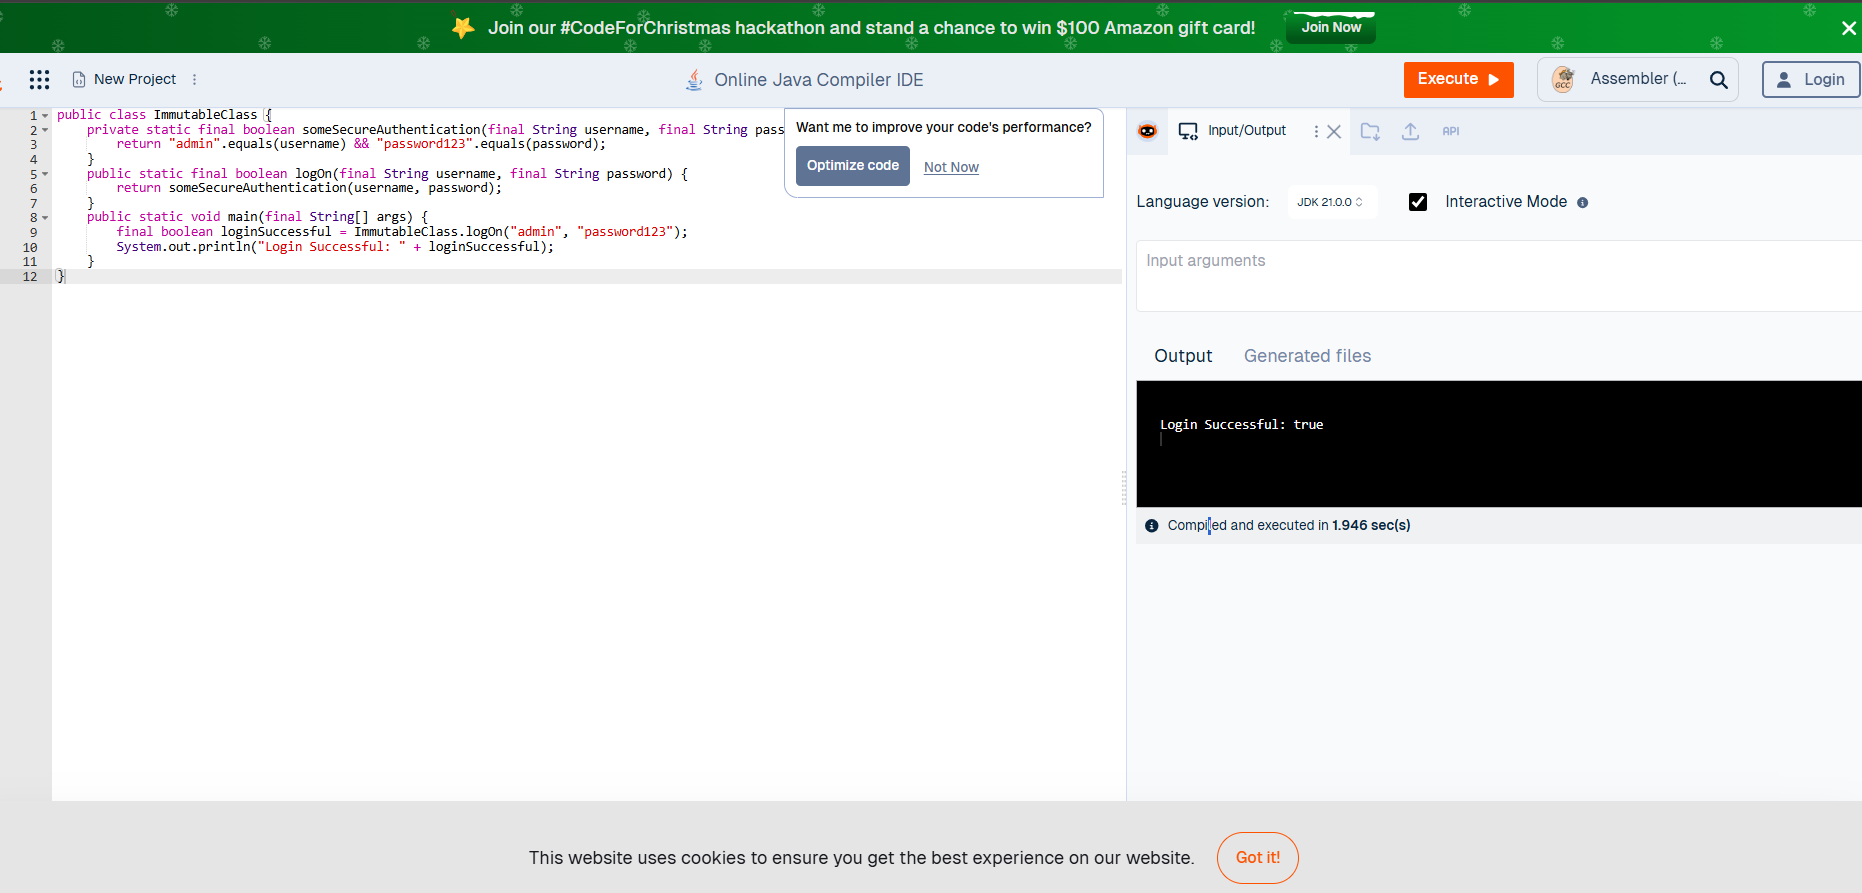 Join our #CodeForChristmas hackathon and stand a chance to win $100 Amazon gift card! Join Now
New Project
Online Java Compiler IDE
Execute
Assembler (...
Login
1 public class ImmutableClass {
2 private static final boolean someSecureAuthentication(final String username, final String pass
3 return "admin".equals(username) && "password123".equals(password);
4 }
5 public static final boolean logOn(final String username, final String password) {
6 return someSecureAuthentication(username, password);
7 }
8 public static void main(final String[] args) {
9 final boolean loginSuccessful = ImmutableClass.logOn("admin", "password123");
10 System.out.println("Login Successful: " + loginSuccessful);
11 }
12 }
Want me to improve your code's performance?
Optimize code Not Now
Input/Output
API
Language version: JDK 21.0.0 Interactive Mode
Input arguments
Output Generated files
Login Successful: true
Compiled and executed in 1.946 sec(s)
This website uses cookies to ensure you get the best experience on our website. Got it!